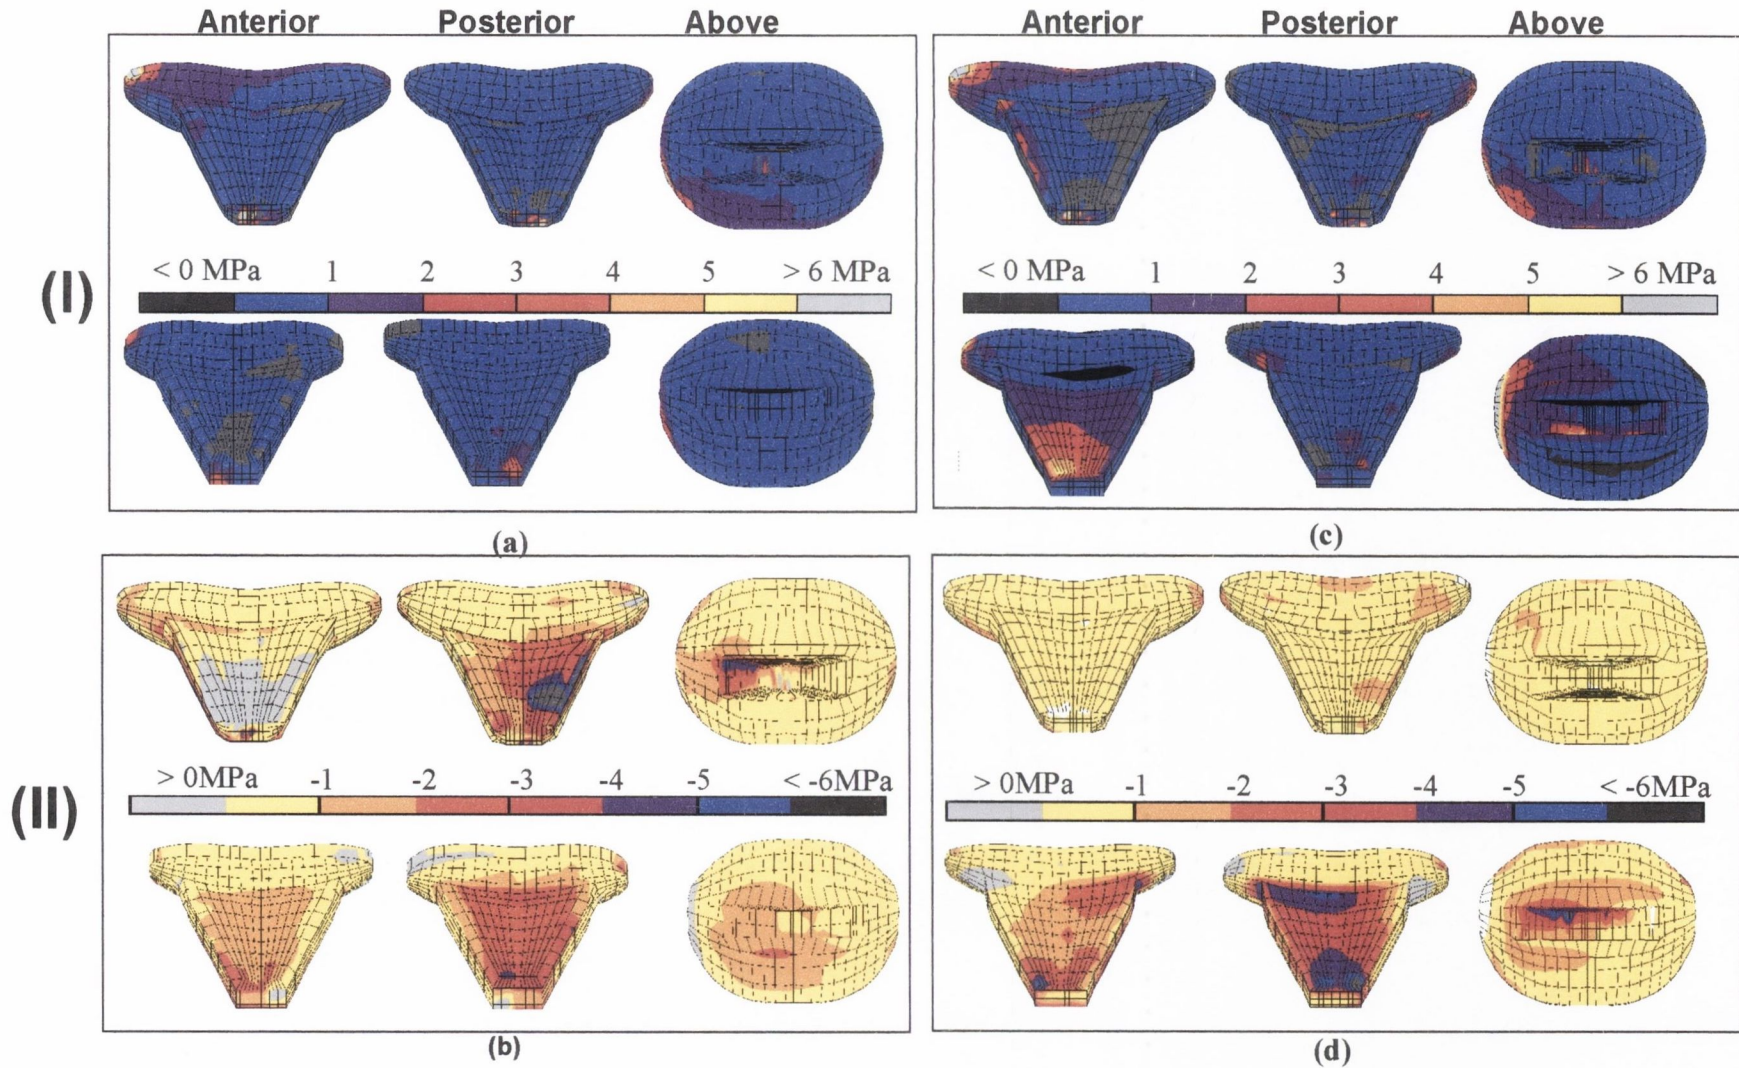 Anterior Posterior Above Anterior Posterior Above
(I)
< 0 MPa 1 2 3 4 5 > 6 MPa
< 0 MPa 1 2 3 4 5 > 6 MPa
(a)
(c)
(II)
> 0MPa -1 -2 -3 -4 -5 < -6MPa
> 0MPa -1 -2 -3 -4 -5 < -6MPa
(b)
(d)